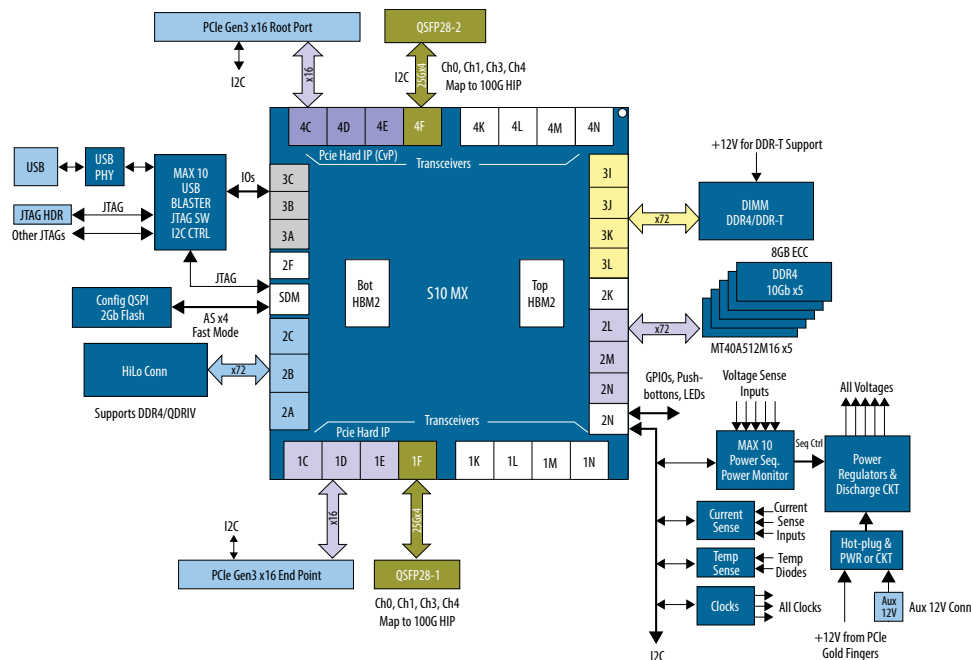 PCIe Gen3 x16 Root Port
QSFP28-2
I2C
x16
I2C
25Gx4
Ch0, Ch1, Ch3, Ch4
Map to 100G HIP
4C
4D
4E
4F
4K
4L
4M
4N
Pcie Hard IP (CvP)
Transceivers
USB
USB
PHY
MAX 10
USB
BLASTER
JTAG SW
I2C CTRL
IOs
JTAG HDR
JTAG
Other JTAGs
JTAG
Config QSPI
2Gb Flash
AS x4
Fast Mode
HiLo Conn
x72
Supports DDR4/QDRIV
3C
3B
3A
2F
SDM
2C
2B
2A
Bot
HBM2
S10 MX
Top
HBM2
3I
3J
3K
3L
2K
2L
2M
2N
2N
+12V for DDR-T Support
x72
DIMM
DDR4/DDR-T
8GB ECC
DDR4
10Gb x5
x72
MT40A512M16 x5
GPIOs, Push-
bottons, LEDs
Voltage Sense
Inputs
All Voltages
MAX 10
Power Seq.
Power Monitor
Seq Ctrl
Power
Regulators &
Discharge CKT
Current
Sense
Current
Sense
Inputs
Temp
Sense
Temp
Diodes
Clocks
All Clocks
Hot-plug &
PWR or CKT
Aux
12V
Aux 12V Conn
+12V from PCIe
Gold Fingers
I2C
Transceivers
Pcie Hard IP
1C
1D
1E
1F
1K
1L
1M
1N
x16
25Gx4
I2C
PCIe Gen3 x16 End Point
QSFP28-1
Ch0, Ch1, Ch3, Ch4
Map to 100G HIP